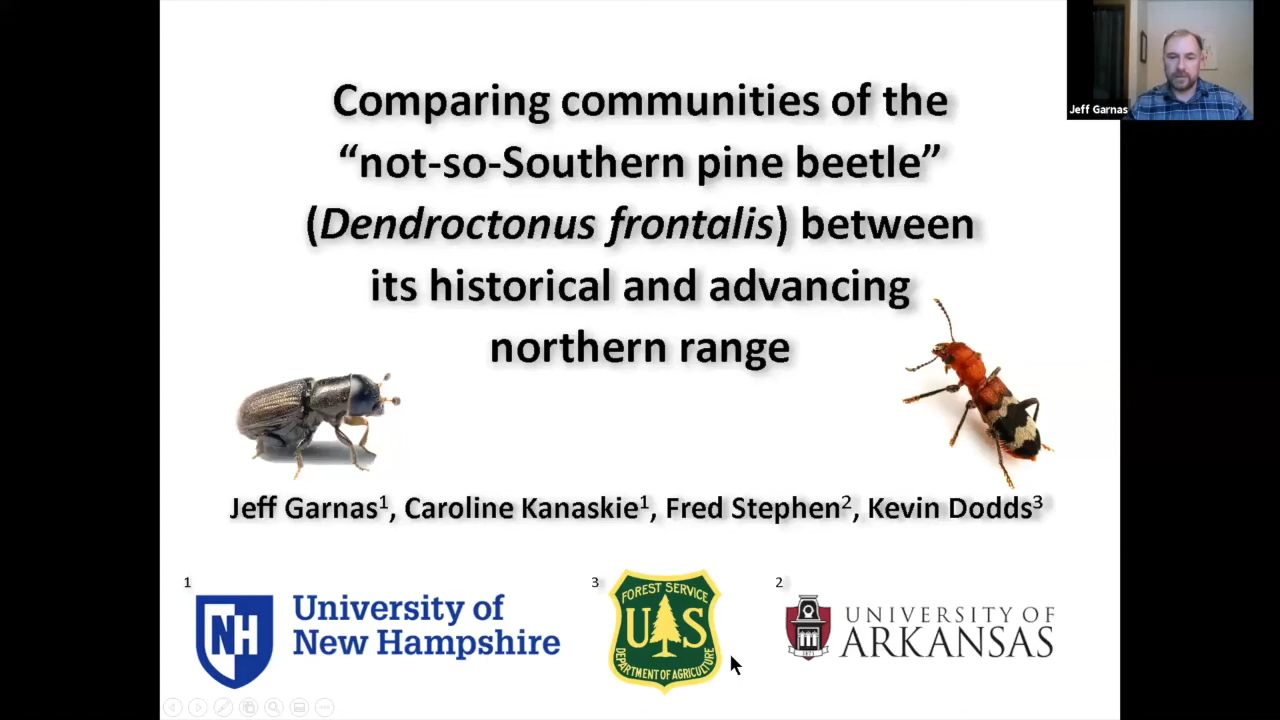 Comparing communities of the
“not-so-Southern pine beetle”
(Dendroctonus frontalis) between
its historical and advancing
northern range
Jeff Garnas
Jeff Garnas1, Caroline Kanaskie1, Fred Stephen2, Kevin Dodds3
1
NH
University of
New Hampshire
3
FOREST SERVICE
U S
DEPARTMENT OF AGRICULTURE
2
UNIVERSITY OF
ARKANSAS
1871